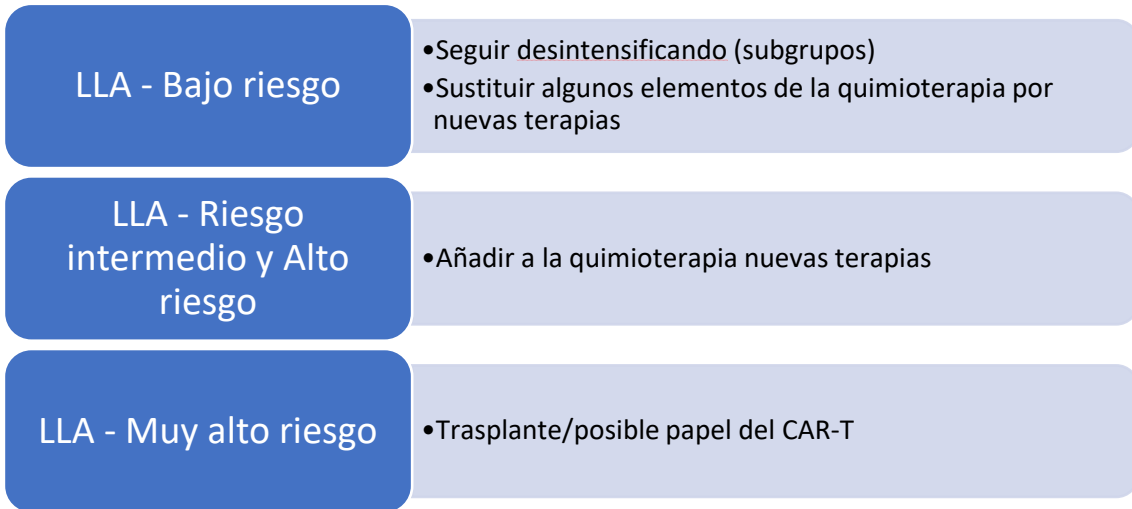 LLA - Bajo riesgo
•Seguir desintensificando (subgrupos)
•Sustituir algunos elementos de la quimioterapia por
nuevas terapias
LLA - Riesgo
intermedio y Alto
riesgo
•Añadir a la quimioterapia nuevas terapias
LLA - Muy alto riesgo
•Trasplante/posible papel del CAR-T